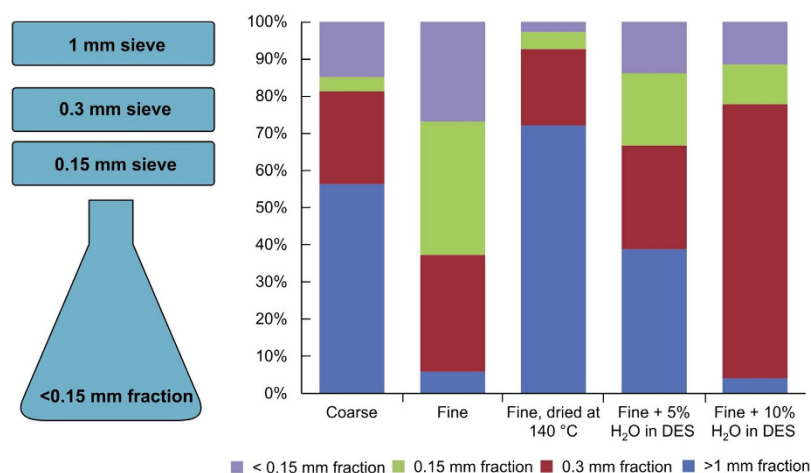 1 mm sieve
0.3 mm sieve
0.15 mm sieve
<0.15 mm fraction
100%
90%
80%
70%
60%
50%
40%
30%
20%
10%
0%
Coarse
Fine
Fine, dried at
140 °C
Fine + 5%
H₂O in DES
Fine + 10%
H₂O in DES
< 0.15 mm fraction
0.15 mm fraction
0.3 mm fraction
>1 mm fraction